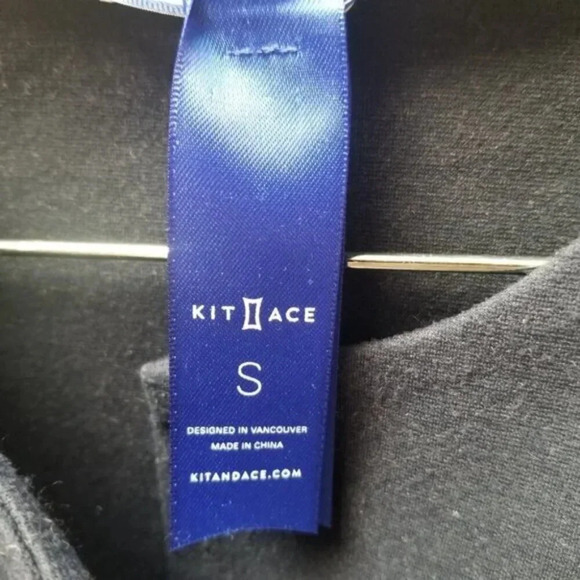 KIT ACE
S
DESIGNED IN VANCOUVER
MADE IN CHINA
KITANDACE.COM